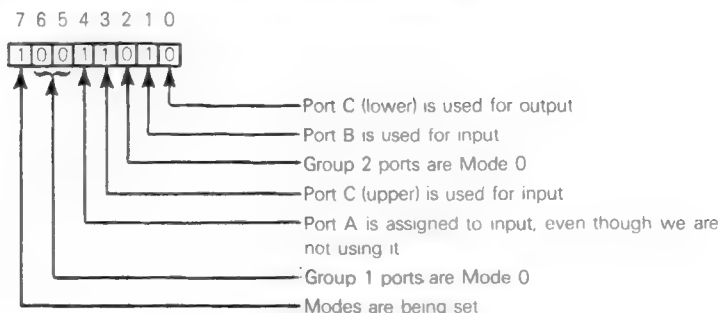 7 6 5 4 3 2 1 0
1 0 0 1 1 0 1 0
Port C (lower) is used for output
Port B is used for input
Group 2 ports are Mode 0
Port C (upper) is used for input
Port A is assigned to input, even though we are
not using it
Group 1 ports are Mode 0
Modes are being set